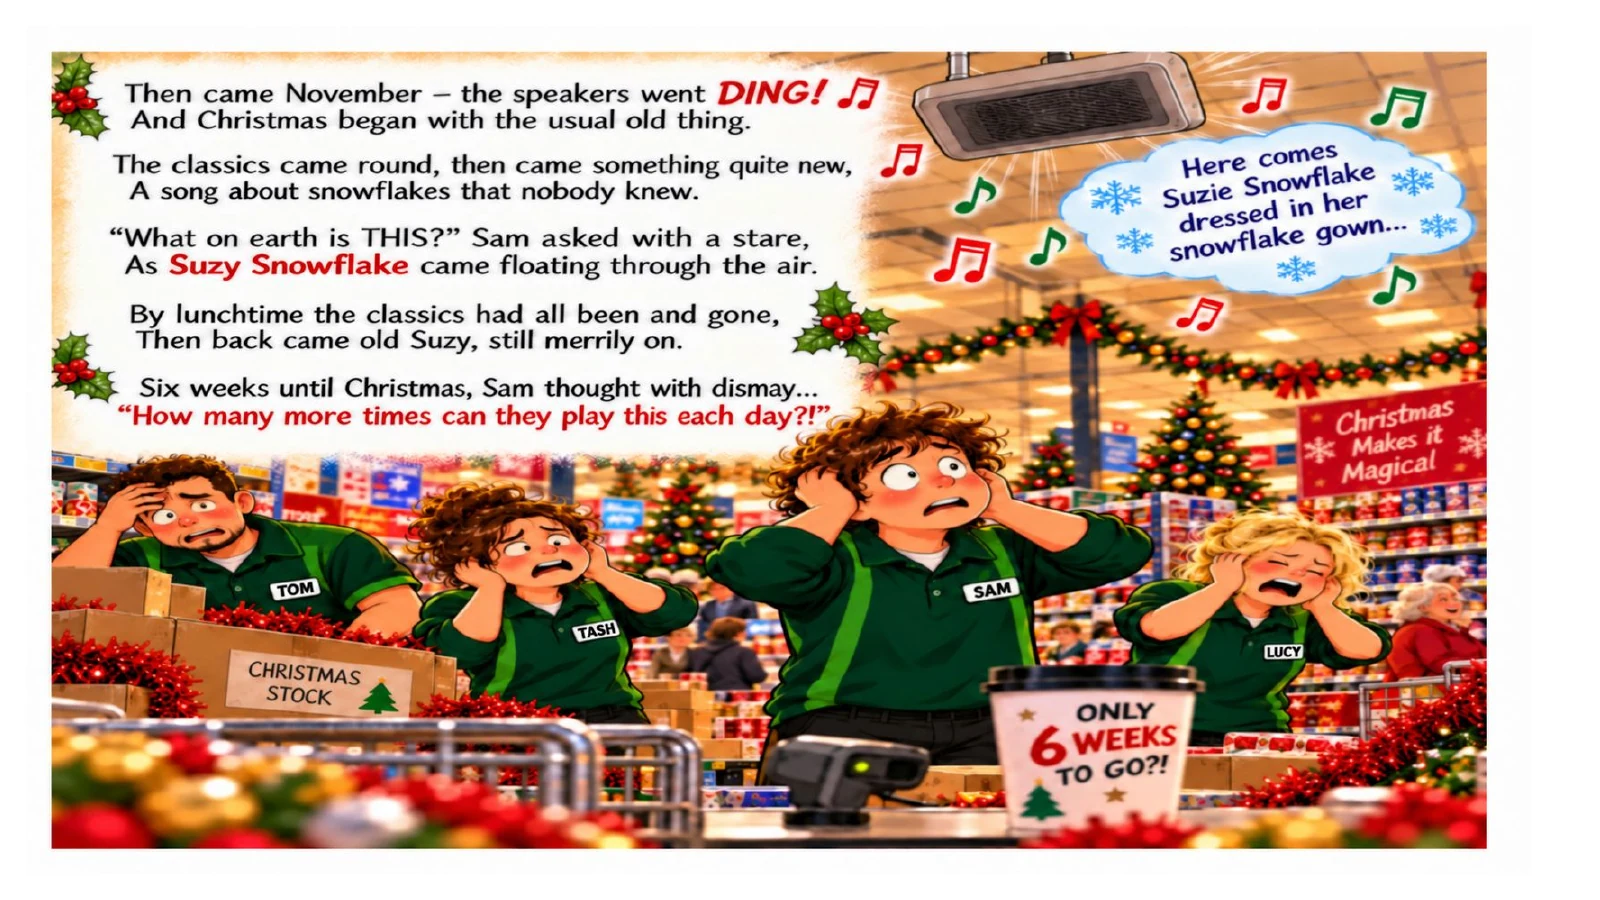 Then came November – the speakers went DING!
And Christmas began with the usual old thing.
The classics came round, then came something quite new,
A song about snowflakes that nobody knew.
“What on earth is THIS?” Sam asked with a stare,
As Suzy Snowflake came floating through the air.
By lunchtime the classics had all been and gone,
Then back came old Suzy, still merrily on.
Six weeks until Christmas, Sam thought with dismay...
“How many more times can they play this each day?!”
Here comes
Suzie Snowflake
dressed in her
snowflake gown...
Christmas
Makes it
Magical
TOM
TASH
SAM
LUCY
CHRISTMAS
STOCK
ONLY
6 WEEKS
TO GO?!